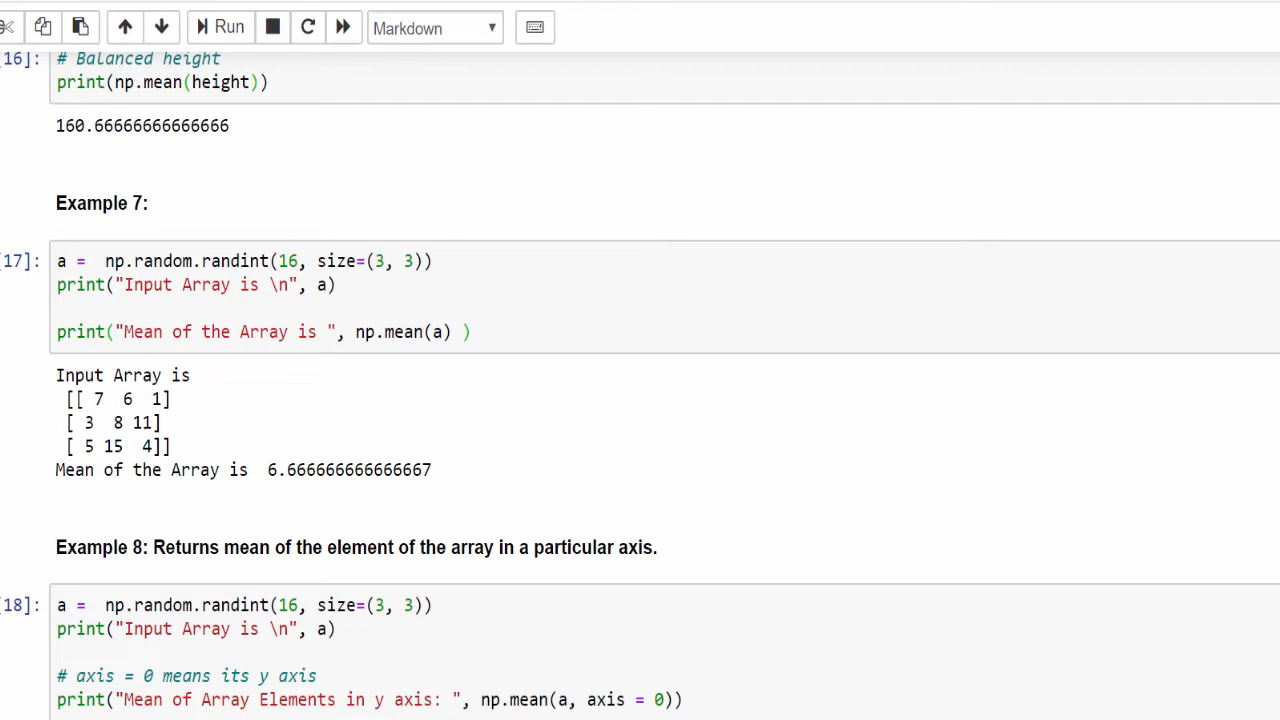 Run Markdown
[16]: # Balanced height
print(np.mean(height))
160.66666666666666
Example 7:
[17]: a =  np.random.randint(16, size=(3, 3))
print("Input Array is \n", a)
print("Mean of the Array is ", np.mean(a) )
Input Array is
[[ 7  6  1]
[ 3  8 11]
[ 5 15  4]]
Mean of the Array is  6.666666666666667
Example 8: Returns mean of the element of the array in a particular axis.
[18]: a =  np.random.randint(16, size=(3, 3))
print("Input Array is \n", a)
# axis = 0 means its y axis
print("Mean of Array Elements in y axis: ", np.mean(a, axis = 0))